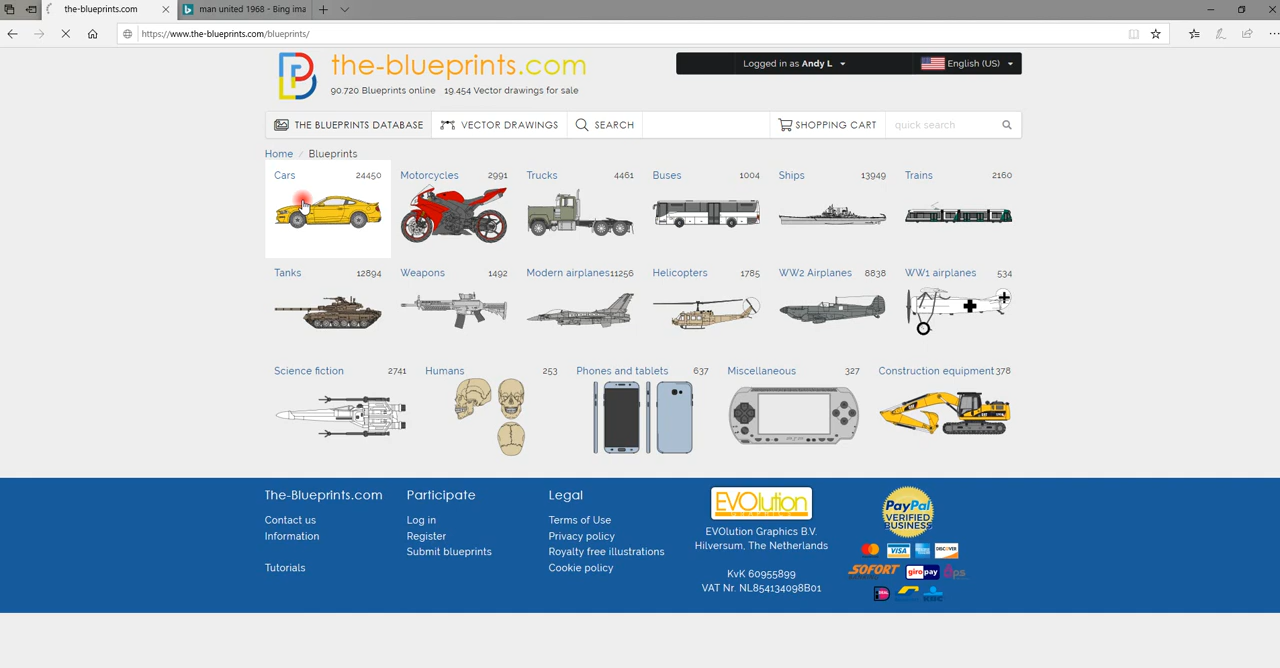 the-blueprints.com
man united 1968 - Bing ima
https://www.the-blueprints.com/blueprints/
the-blueprints.com
90.720 Blueprints online 19.454 Vector drawings for sale
Logged in as Andy L
English (US)
THE BLUEPRINTS DATABASE
VECTOR DRAWINGS
SEARCH
SHOPPING CART
quick search
Home / Blueprints
Cars 24450
Motorcycles 2991
Trucks 4461
Buses 1004
Ships 13949
Trains 2160
Tanks 12894
Weapons 1492
Modern airplanes 11256
Helicopters 1785
WW2 Airplanes 8838
WW1 airplanes 534
Science fiction 2741
Humans 253
Phones and tablets 637
Miscellaneous 327
Construction equipment 378
The-Blueprints.com
Contact us
Information
Tutorials
Participate
Log in
Register
Submit blueprints
Legal
Terms of Use
Privacy policy
Royalty free illustrations
Cookie policy
EVOlution
GRAPHICS
EVOlution Graphics B.V.
Hilversum, The Netherlands
KvK 60955899
VAT Nr. NL854134098B01
PayPal
VERIFIED
BUSINESS
VISA
DISCOVER
SOFORT
giropay
eps